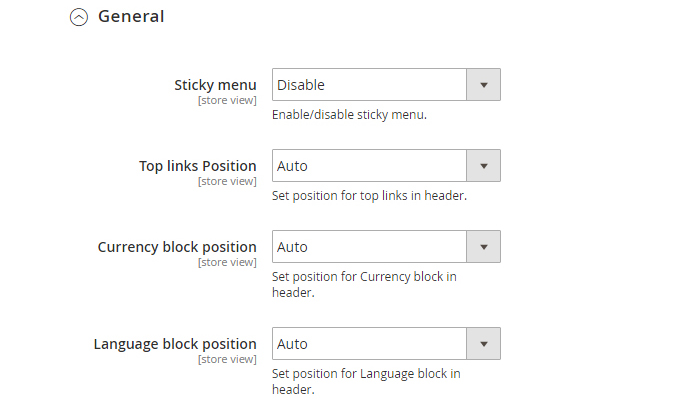 General
Sticky menu
[store view]
Disable
Enable/disable sticky menu.
Top links Position
[store view]
Auto
Set position for top links in header.
Currency block position
[store view]
Auto
Set position for Currency block in
header.
Language block position
[store view]
Auto
Set position for Language block in
header.